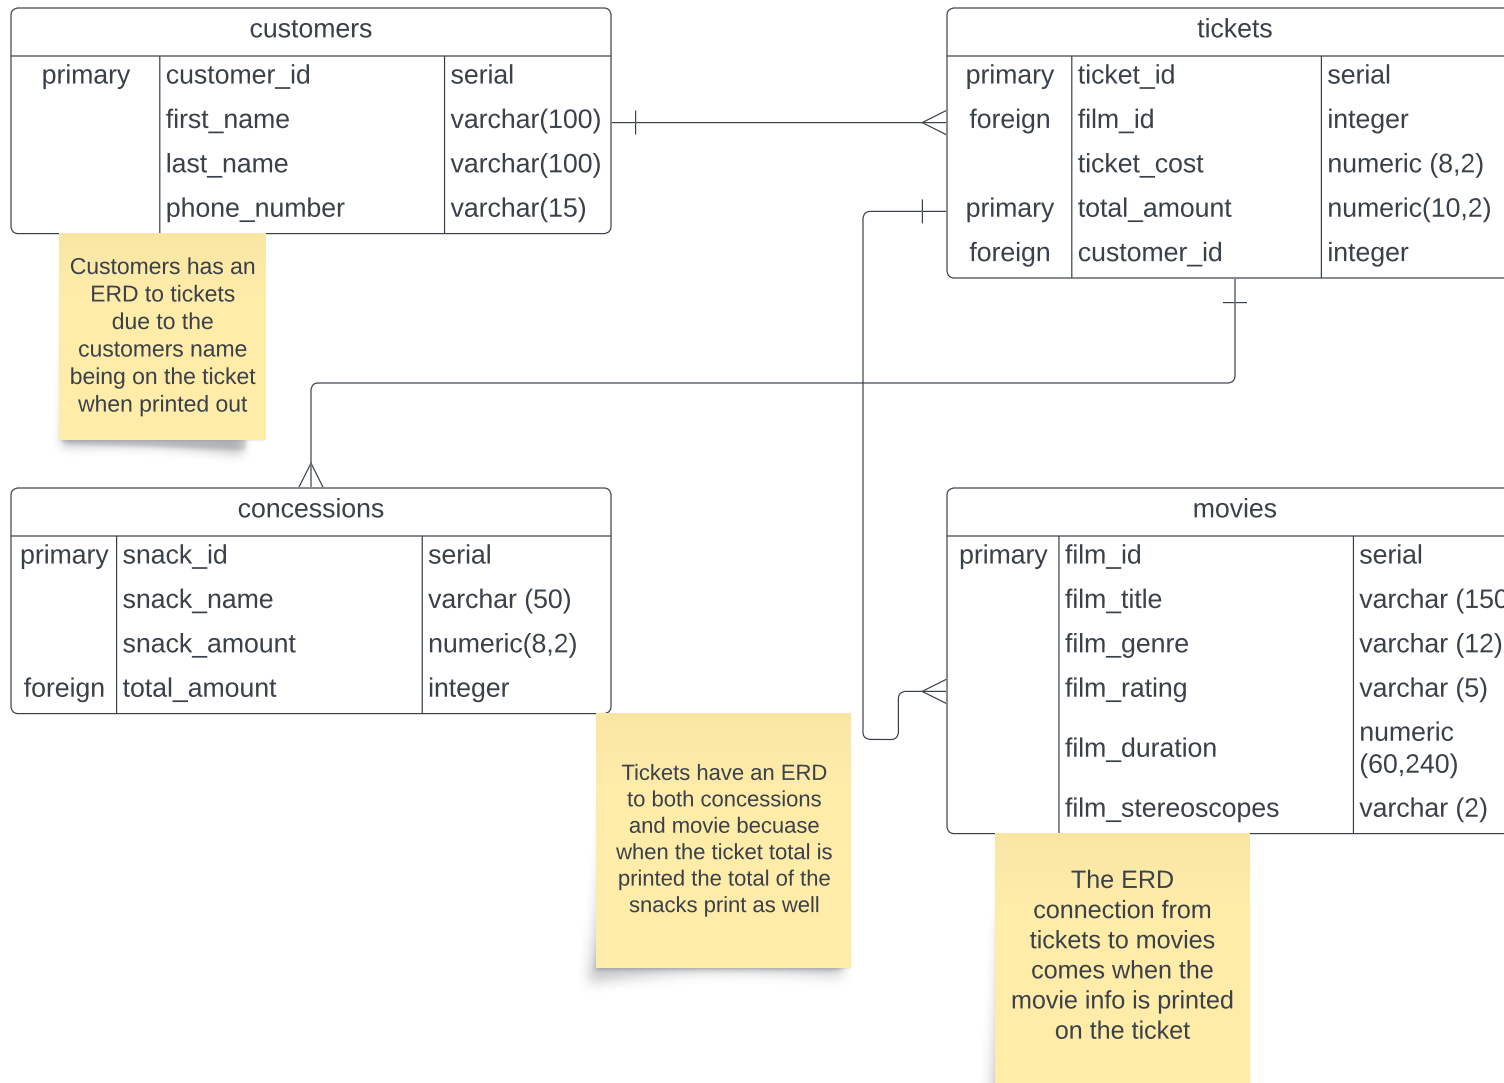 customers
primary customer_id serial
first_name varchar(100)
last_name varchar(100)
phone_number varchar(15)
Customers has an
ERD to tickets
due to the
customers name
being on the ticket
when printed out
tickets
primary ticket_id serial
foreign film_id integer
ticket_cost numeric (8,2)
primary total_amount numeric(10,2)
foreign customer_id integer
concessions
primary snack_id serial
snack_name varchar (50)
snack_amount numeric(8,2)
foreign total_amount integer
Tickets have an ERD
to both concessions
and movie becuase
when the ticket total is
printed the total of the
snacks print as well
movies
primary film_id serial
film_title varchar (150
film_genre varchar (12)
film_rating varchar (5)
film_duration numeric
(60,240)
film_stereoscopes varchar (2)
The ERD
connection from
tickets to movies
comes when the
movie info is printed
on the ticket